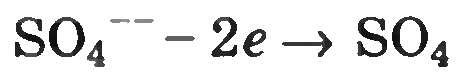 SO₄⁻⁻ − 2e → SO₄